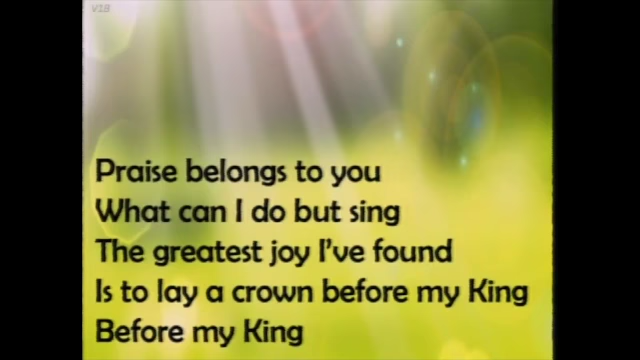 VSB
Praise belongs to you
What can I do but sing
The greatest joy I've found
Is to lay a crown before my King
Before my King